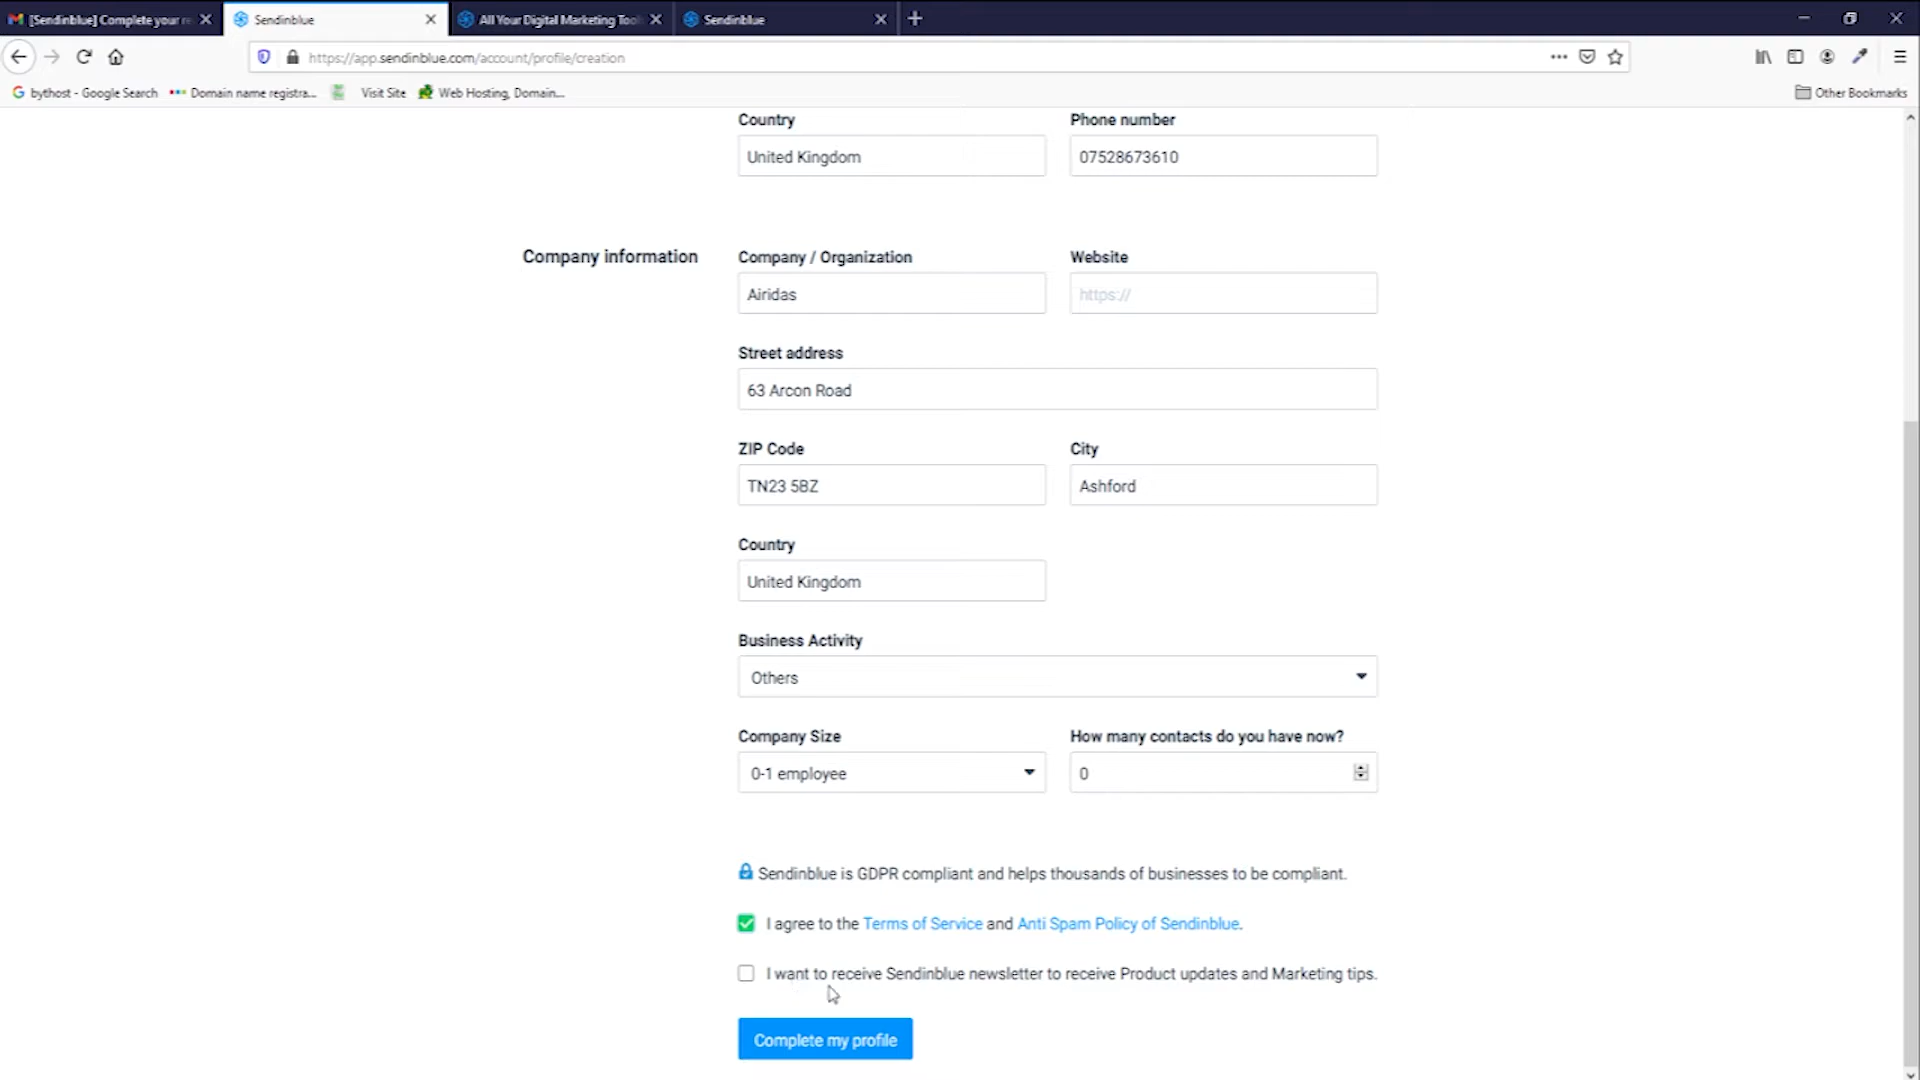 [Sendinblue] Complete your re
Sendinblue
All Your Digital Marketing Tool
Sendinblue
https://app.sendinblue.com/account/profile/creation
bythost - Google Search
Domain name registra...
Visit Site
Web Hosting, Domain...
Other Bookmarks
Country
Phone number
United Kingdom
07528673610
Company information
Company / Organization
Website
Airidas
https://
Street address
63 Arcon Road
ZIP Code
City
TN23 5BZ
Ashford
Country
United Kingdom
Business Activity
Others
Company Size
How many contacts do you have now?
0-1 employee
0
Sendinblue is GDPR compliant and helps thousands of businesses to be compliant.
I agree to the Terms of Service and Anti Spam Policy of Sendinblue.
I want to receive Sendinblue newsletter to receive Product updates and Marketing tips.
Complete my profile